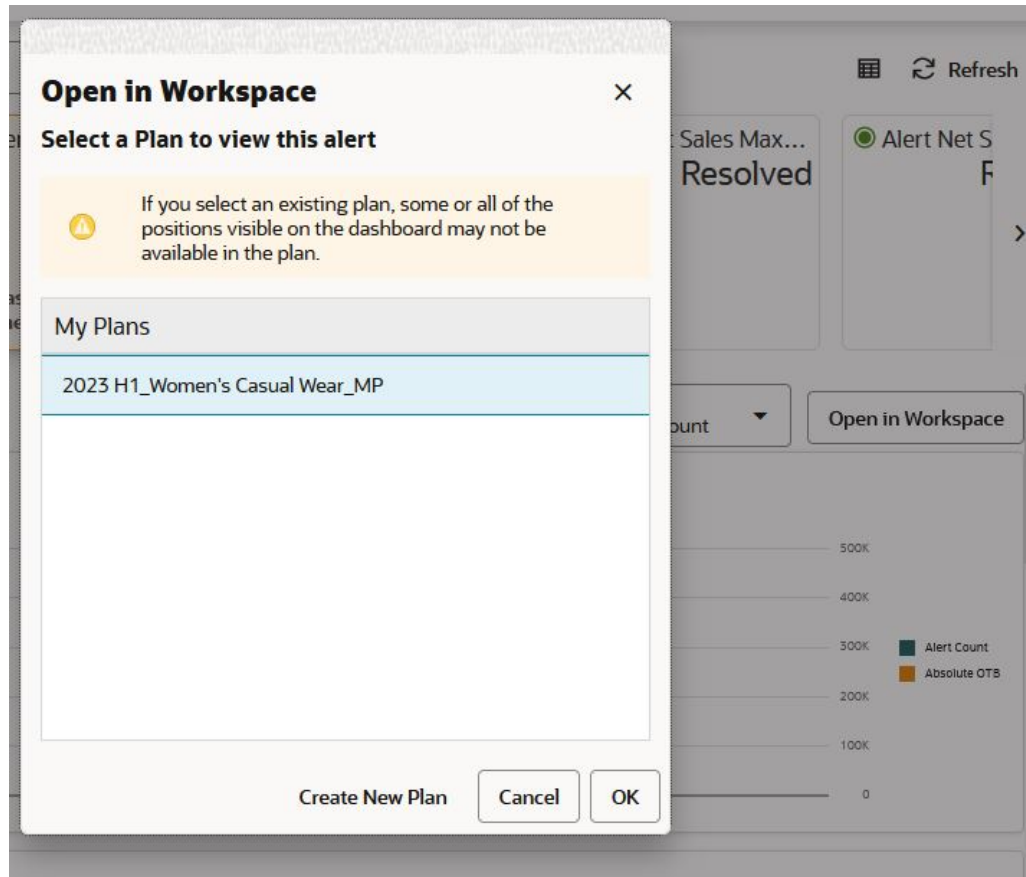 Open in Workspace
Select a Plan to view this alert
If you select an existing plan, some or all of the
positions visible on the dashboard may not be
available in the plan.
My Plans
2023 H1_Women's Casual Wear_MP
Create New Plan
Cancel
OK
Refresh
Sales Max...
Resolved
Alert Net S
Open in Workspace
500K
400K
300K
200K
100K
0
Alert Count
Absolute OTB